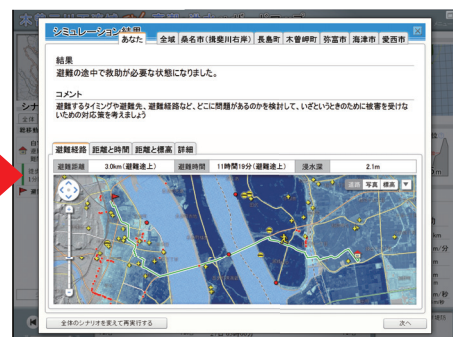 シミュレーション結果
あなた 全域 桑名市(揖斐川右岸) 長島町 木曽岬町 弥富市 海津市 愛西市
結果
避難の途中で救助が必要な状態になりました。
コメント
避難するタイミングや避難先、避難経路など、どこに問題があるのかを検討して、いざというときのために被害を受けな
いための対応策を考えましょう
避難経路 距離と時間 距離と標高 詳細
避難距離 3.0km(避難途上) 避難時間 11時間19分(避難途上) 浸水深 2.1m
道路 写真 標高
全体のシナリオを変えて再実行する 次へ